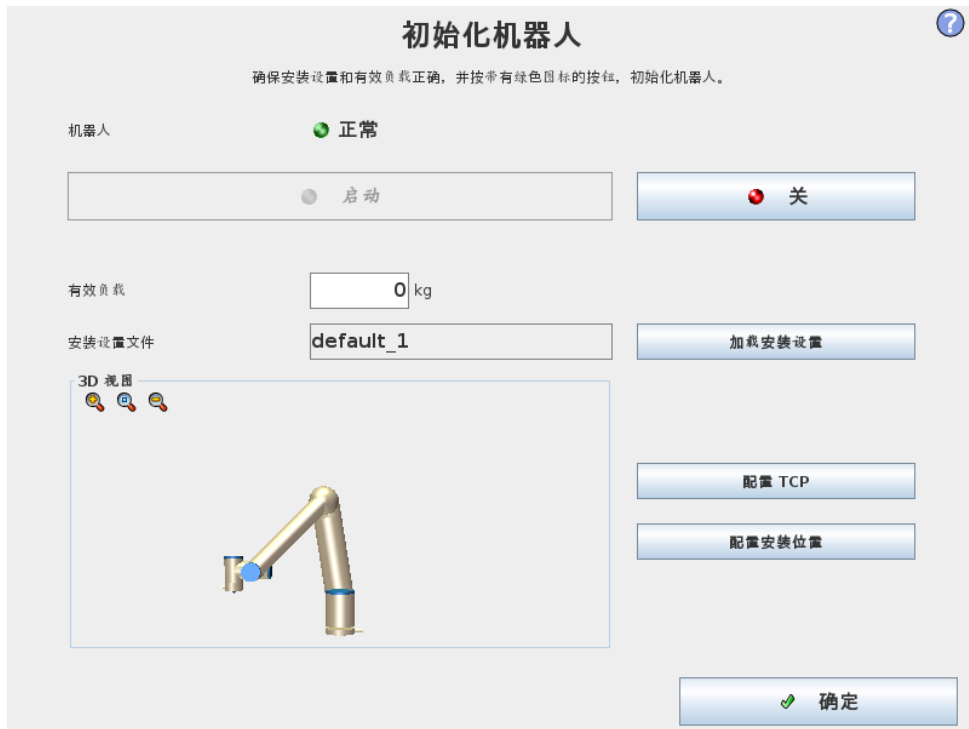 初始化机器人
?
确保安装设置和有效负载正确，并按带有绿色图标的按钮，初始化机器人。
机器人 正常
启动 关
有效负载 0 kg
安装设置文件 default_1 加载安装设置
3D 视图
配置 TCP
配置安装位置
确定